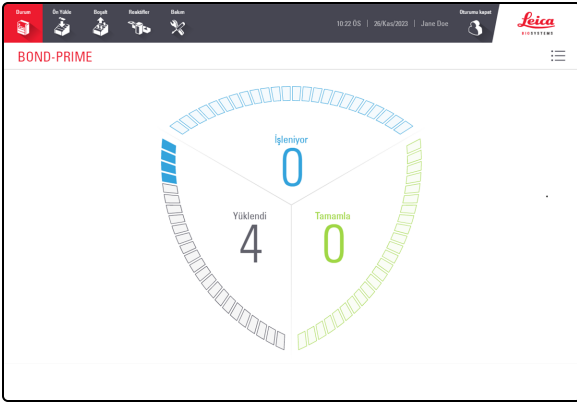 Durum Ön Yükle Boşalt Reaktifler Bakım Oturumu kapat
10:22 ÖS | 26/Kas/2023 | Jane Doe
Leica
BIOSYSTEMS
BOND-PRIME
İşleniyor
0
Yüklendi
4
Tamamla
0